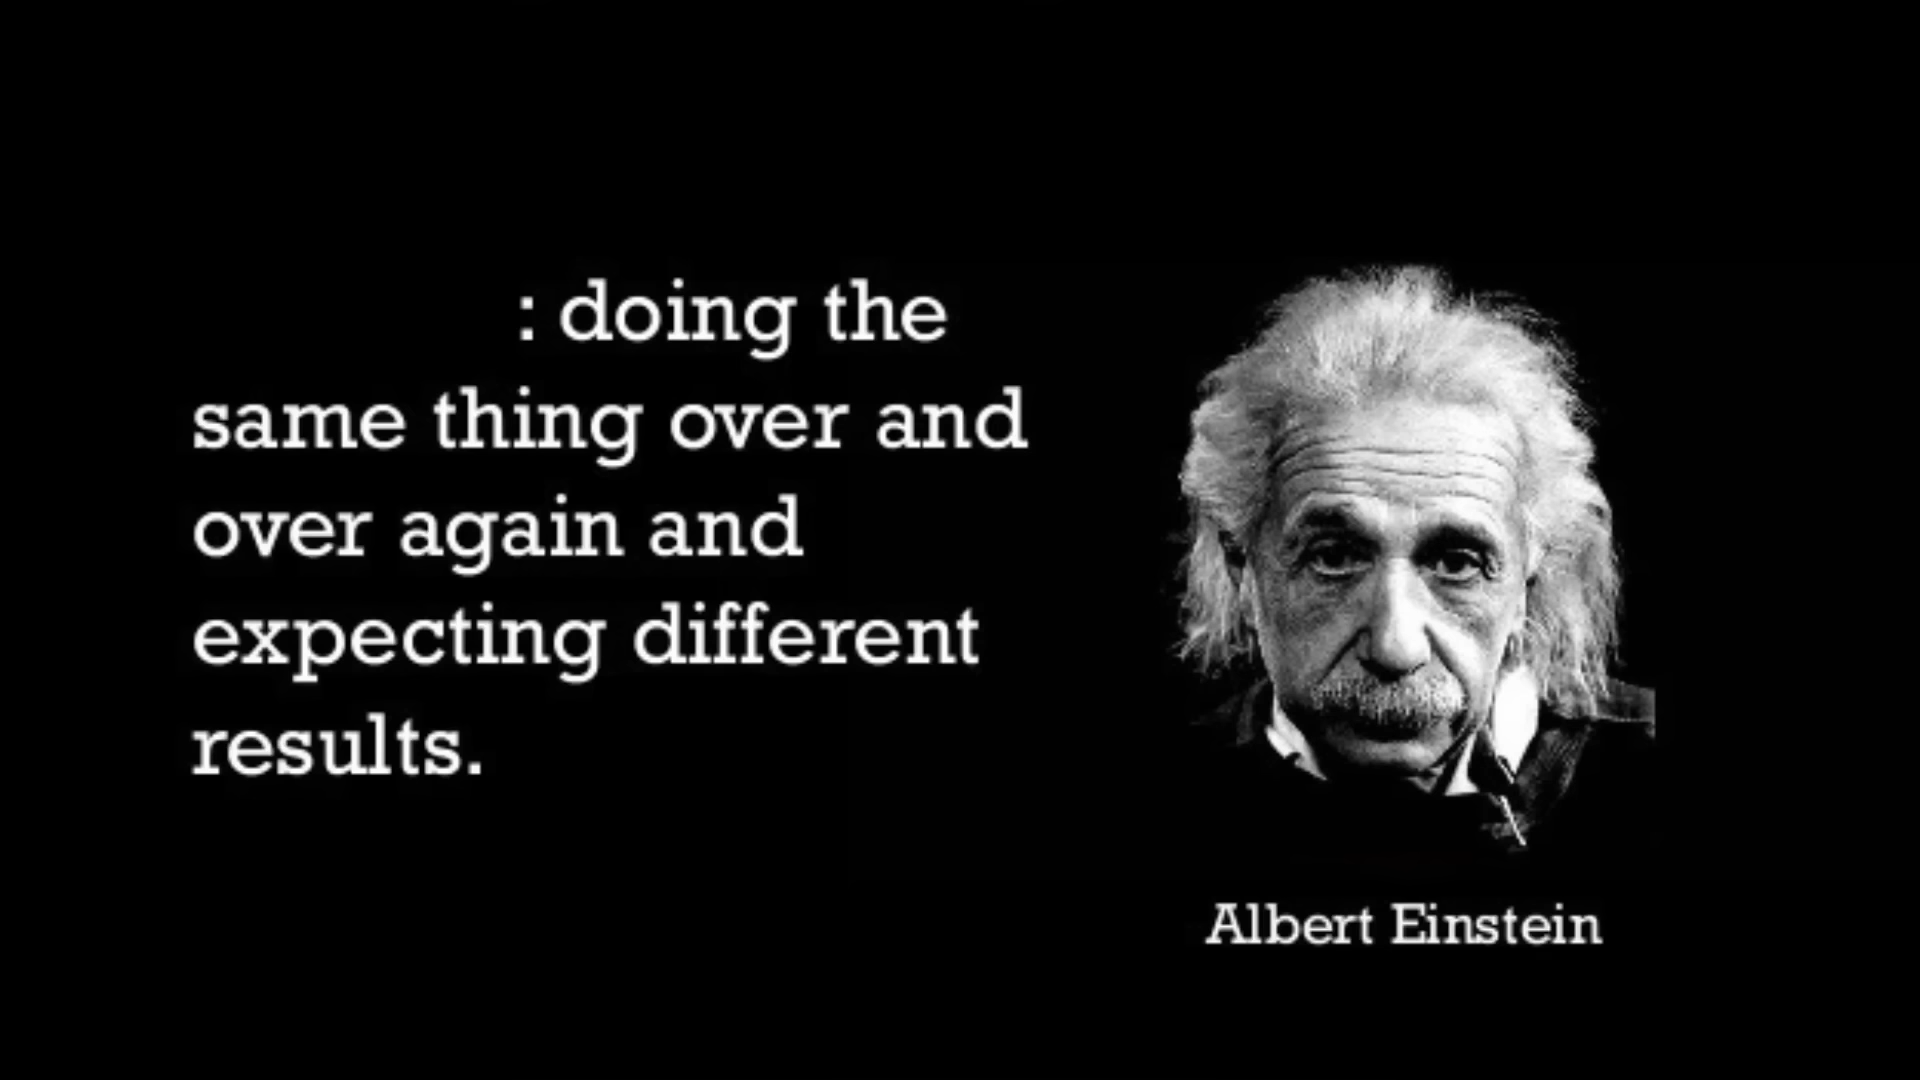 : doing the
same thing over and
over again and
expecting different
results.
Albert Einstein